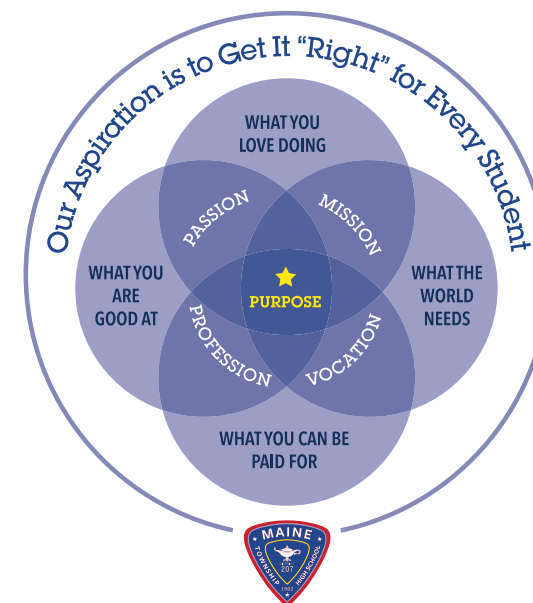 Our Aspiration is to Get It “Right” for Every Student
WHAT YOU
LOVE DOING
PASSION
MISSION
WHAT YOU
ARE
GOOD AT
PURPOSE
WHAT THE
WORLD
NEEDS
PROFESSION
VOCATION
WHAT YOU CAN BE
PAID FOR
MAINE
TOWNSHIP
HIGH SCHOOL
207
1902